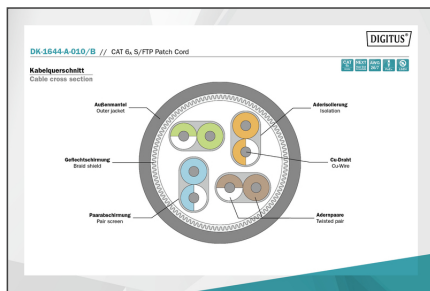 DIGITUS®
DK-1644-A-010/B // CAT 6A S/FTP Patch Cord
Kabelquerschnitt
Cable cross section
Außenmantel
Outer jacket
Aderisolierung
Isolation
Geflechtschirmung
Braid shield
Cu-Draht
Cu-Wire
Paarabschirmung
Pair screen
Adernpaare
Twisted pair